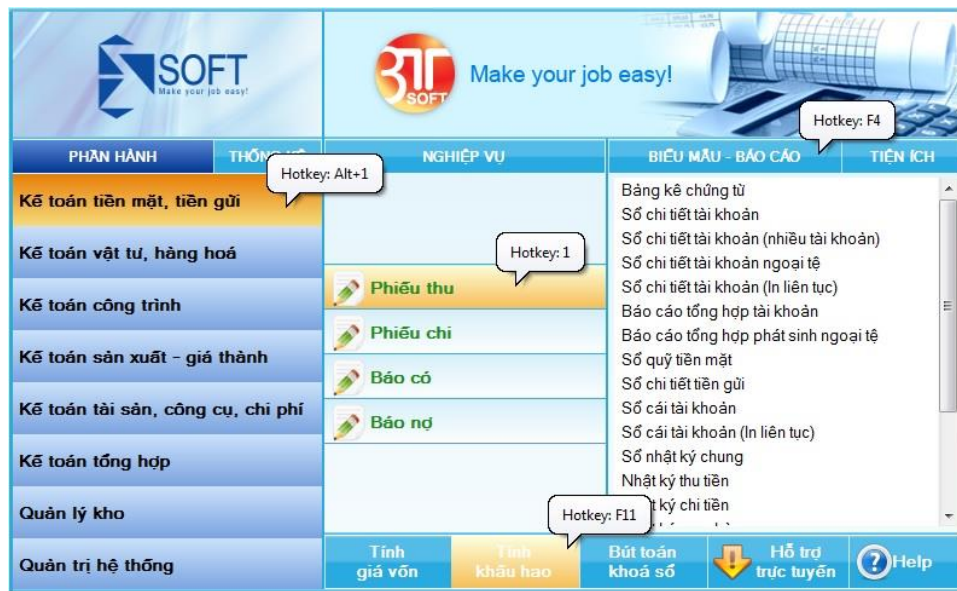 SOFT
Make your job easy!
3TSOFT
Make your job easy!
Hotkey: F4
PHÂN HÀNH
NGHIỆP VỤ
BIỂU MẪU - BÁO CÁO
TIỆN ÍCH
Hotkey: Alt+1
Kế toán tiền mặt, tiền gửi
Kế toán vật tư, hàng hoá
Kế toán công trình
Kế toán sản xuất - giá thành
Kế toán tài sản, công cụ, chi phí
Kế toán tổng hợp
Quản lý kho
Quản trị hệ thống
Hotkey: 1
Phiếu thu
Phiếu chi
Báo có
Báo nợ
Bảng kê chứng từ
Sổ chi tiết tài khoản
Sổ chi tiết tài khoản (nhiều tài khoản)
Sổ chi tiết tài khoản ngoại tệ
Sổ chi tiết tài khoản (In liên tục)
Báo cáo tổng hợp tài khoản
Báo cáo tổng hợp phát sinh ngoại tệ
Sổ quỹ tiền mặt
Sổ chi tiết tiền gửi
Sổ cái tài khoản
Sổ cái tài khoản (In liên tục)
Sổ nhật ký chung
Nhật ký thu tiền
ký chi tiền
Hotkey: F11
Tính
giá vốn
Tính
khấu hao
Bút toán
khoá sổ
Hỗ trợ
trực tuyến
Help